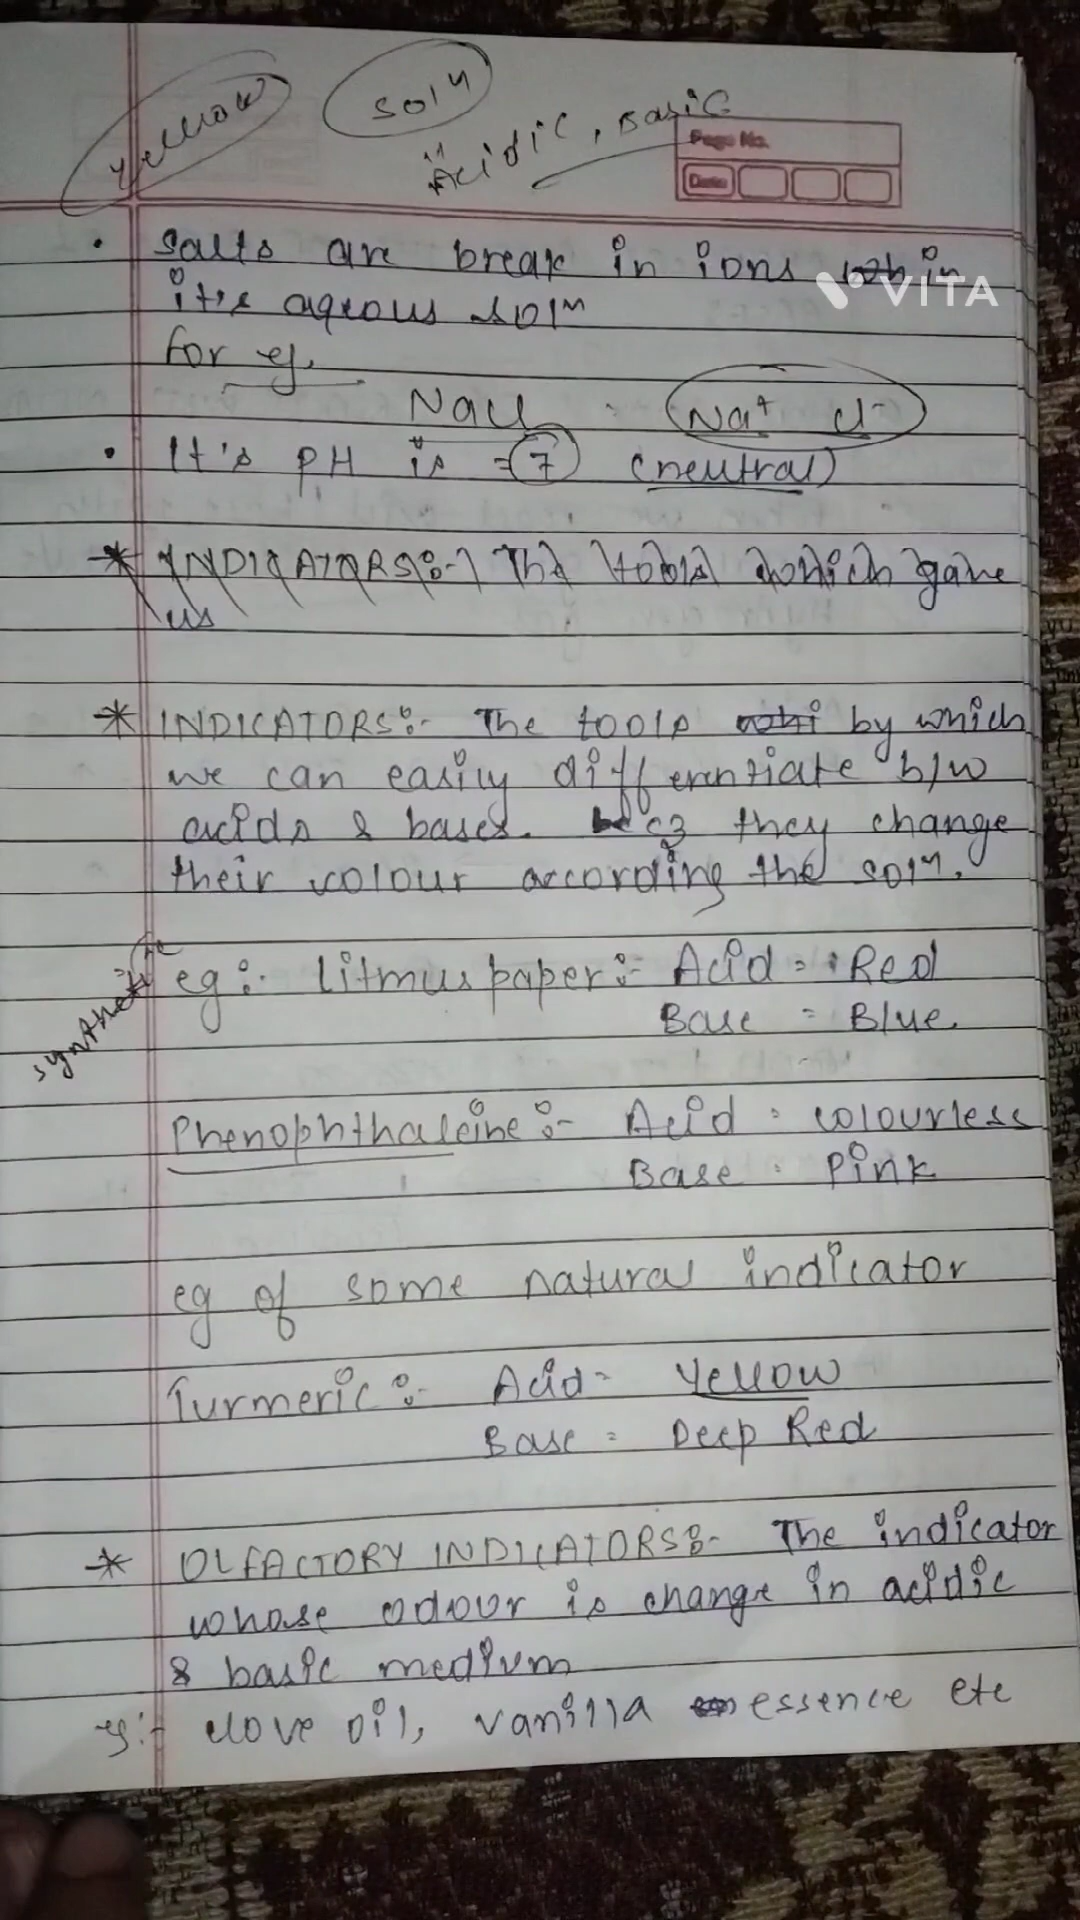 Yellow
soln
Acidic, Basic
Page No.
Date
• Salts are break in ions in
it's aqeous soln
VITA
for eg.
NaCl - Na+ Cl-
• It's PH is = 7 (neutral)
* INDICATORS:- The tools which gave
us
* INDICATORS:- The tools whi by which
we can easily differentiate b/w
acids & bases. bcz they change
their colour according the soln.
synthetic
eg:- litmus paper:- Acid = Red
Base = Blue
Phenophthaleine:- Acid = colourless
Base = Pink
eg of some natural indicator
Turmeric:- Acid = Yellow
Base = Deep Red
* OLFACTORY INDICATORS:- The indicator
whose odour is change in acidic
& basic medium
eg:- clove oil, vanilla essence etc